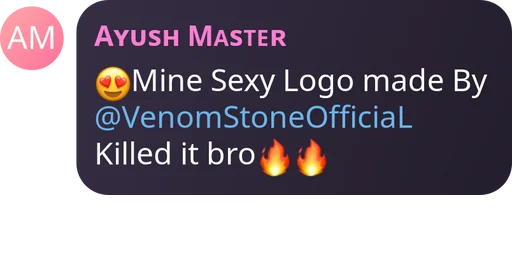 AM
Ayush Master
😍Mine Sexy Logo made By
@VenomStoneOfficiaL
Killed it bro🔥🔥